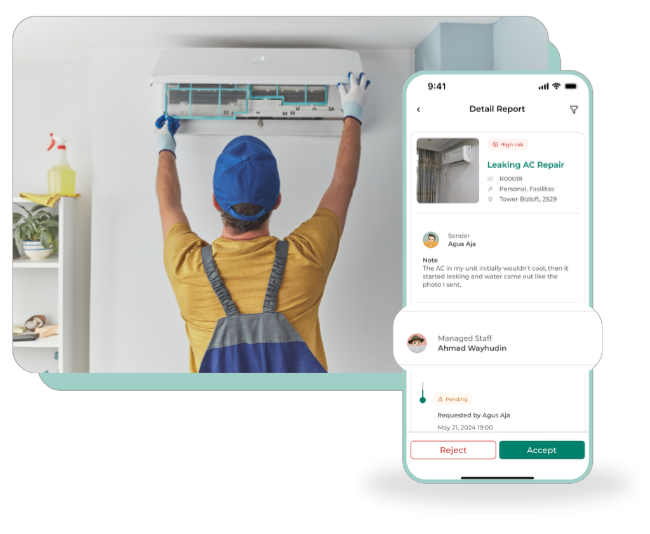 9:41
Detail Report
High risk
Leaking AC Repair
R00018
Personal, Fasilitas
Tower Bizloft, 2529
Sender
Agus Aja
Note
The AC in my unit initially wouldn't cool, then it
started leaking and water came out like the
photo I sent.
Managed Staff
Ahmad Wayhudin
Pending
Requested by Agus Aja
May 21, 2024 19:00
Reject
Accept